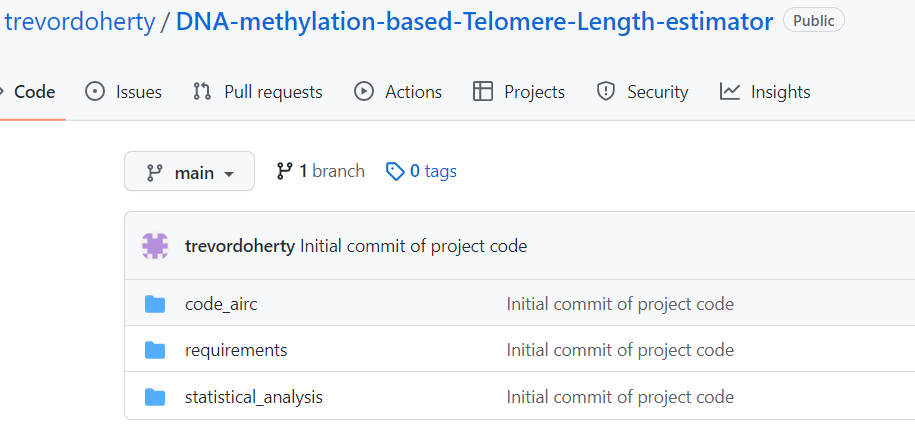 trevordoherty / DNA-methylation-based-Telomere-Length-estimator Public
Code Issues Pull requests Actions Projects Security Insights
main 1 branch 0 tags
trevordoherty Initial commit of project code
code_airc Initial commit of project code
requirements Initial commit of project code
statistical_analysis Initial commit of project code